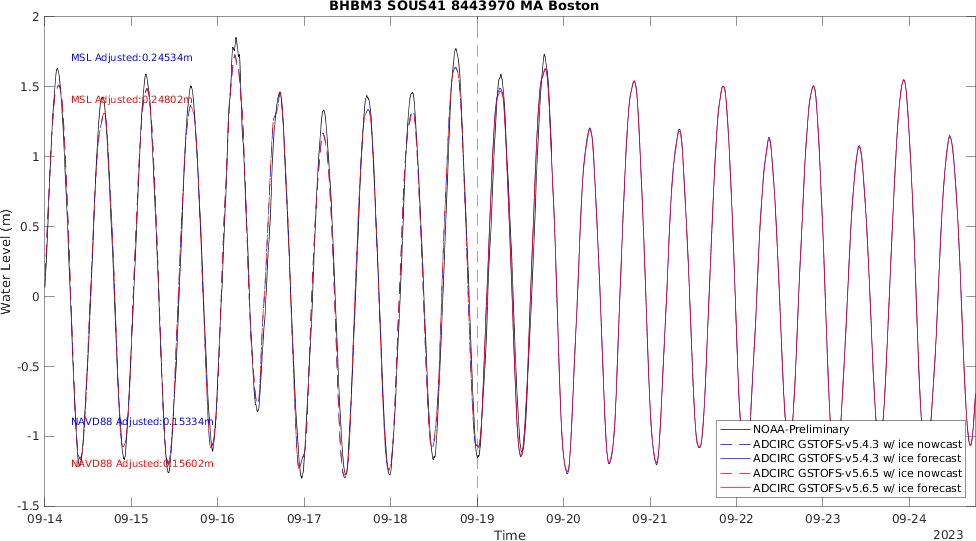 BHBM3 SOUS41 8443970 MA Boston
2
1.5
1
0.5
0
-0.5
-1
-1.5
Water Level (m)
MSL Adjusted:0.24534m
MSL Adjusted:0.24802m
NAVD88 Adjusted:0.15334m
NAVD88 Adjusted:0.15602m
NOAA-Preliminary
ADCIRC GSTOFS-v5.4.3 w/ ice nowcast
ADCIRC GSTOFS-v5.4.3 w/ ice forecast
ADCIRC GSTOFS-v5.6.5 w/ ice nowcast
ADCIRC GSTOFS-v5.6.5 w/ ice forecast
09-14 09-15 09-16 09-17 09-18 09-19 09-20 09-21 09-22 09-23 09-24
Time
2023